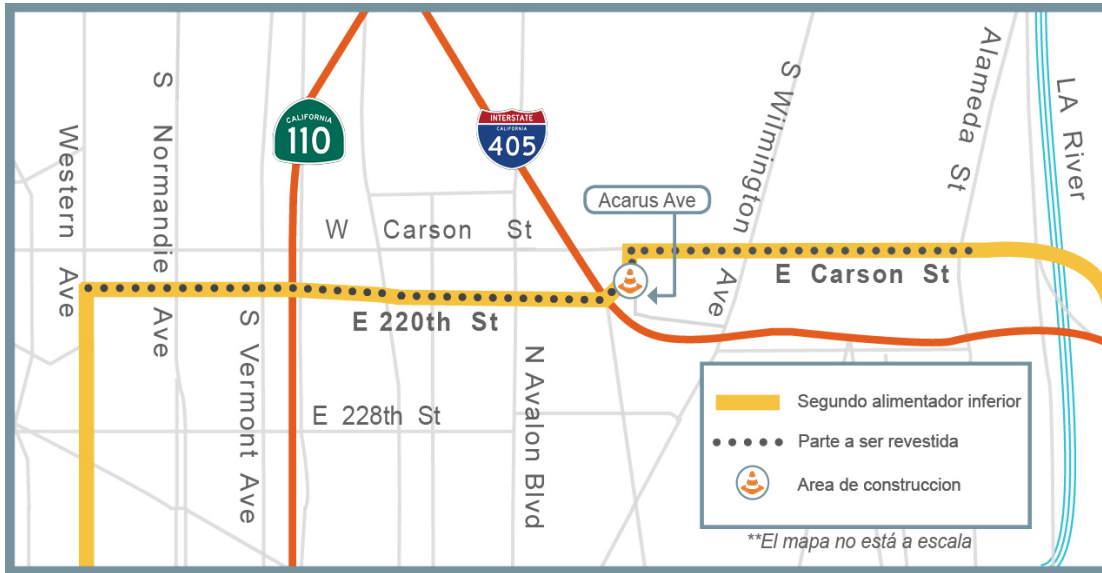 Western Ave
S Normandie Ave
S Vermont Ave
CALIFORNIA
110
INTERSTATE
CALIFORNIA
405
W Carson St
Acarus Ave
S Wilmington Ave
Alameda St
LA River
E Carson St
E 220th St
E 228th St
N Avalon Blvd
Segundo alimentador inferior
Parte a ser revestida
Area de construccion
**El mapa no está a escala